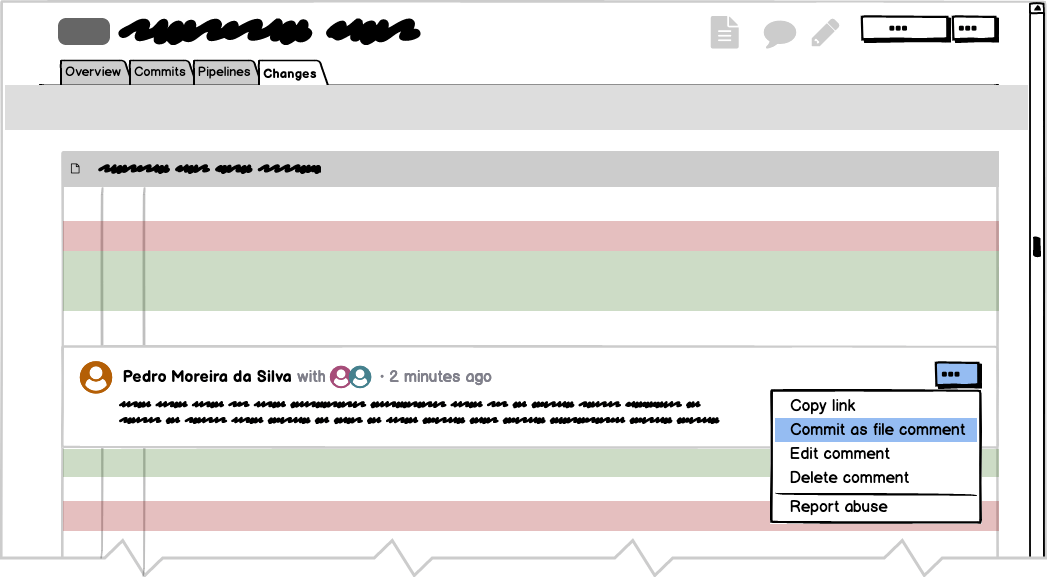 Overview Commits Pipelines Changes
Pedro Moreira da Silva with · 2 minutes ago
Copy link
Commit as file comment
Edit comment
Delete comment
Report abuse